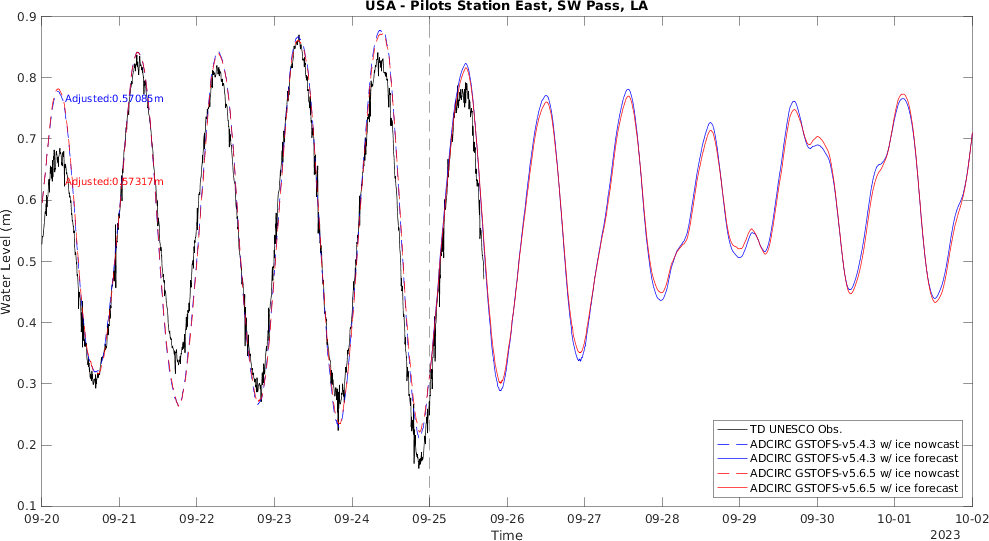 USA - Pilots Station East, SW Pass, LA
0.9
0.8
0.7
0.6
0.5
0.4
0.3
0.2
0.1
Water Level (m)
Adjusted:0.57085m
Adjusted:0.57317m
TD UNESCO Obs.
ADCIRC GSTOFS-v5.4.3 w/ ice nowcast
ADCIRC GSTOFS-v5.4.3 w/ ice forecast
ADCIRC GSTOFS-v5.6.5 w/ ice nowcast
ADCIRC GSTOFS-v5.6.5 w/ ice forecast
09-20 09-21 09-22 09-23 09-24 09-25 09-26 09-27 09-28 09-29 09-30 10-01 10-02
Time
2023